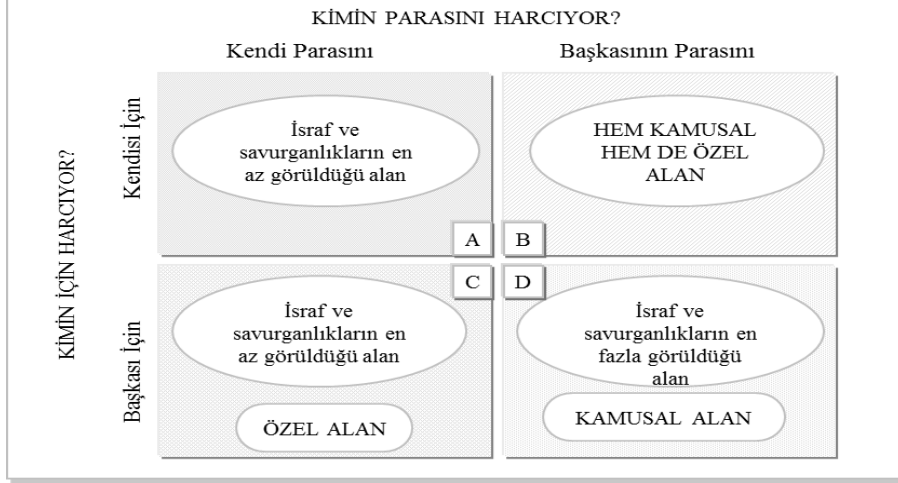 KİMİN PARASINI HARCIYOR?
Kendi Parasını
Başkasının Parasını
KİMİN İÇİN HARCIYOR?
Kendisi İçin
İsraf ve
savurganlıkların en
az görüldüğü alan
A
HEM KAMUSAL
HEM DE ÖZEL
ALAN
B
Başkası İçin
C
İsraf ve
savurganlıkların en
az görüldüğü alan
ÖZEL ALAN
D
İsraf ve
savurganlıkların en
fazla görüldüğü
alan
KAMUSAL ALAN